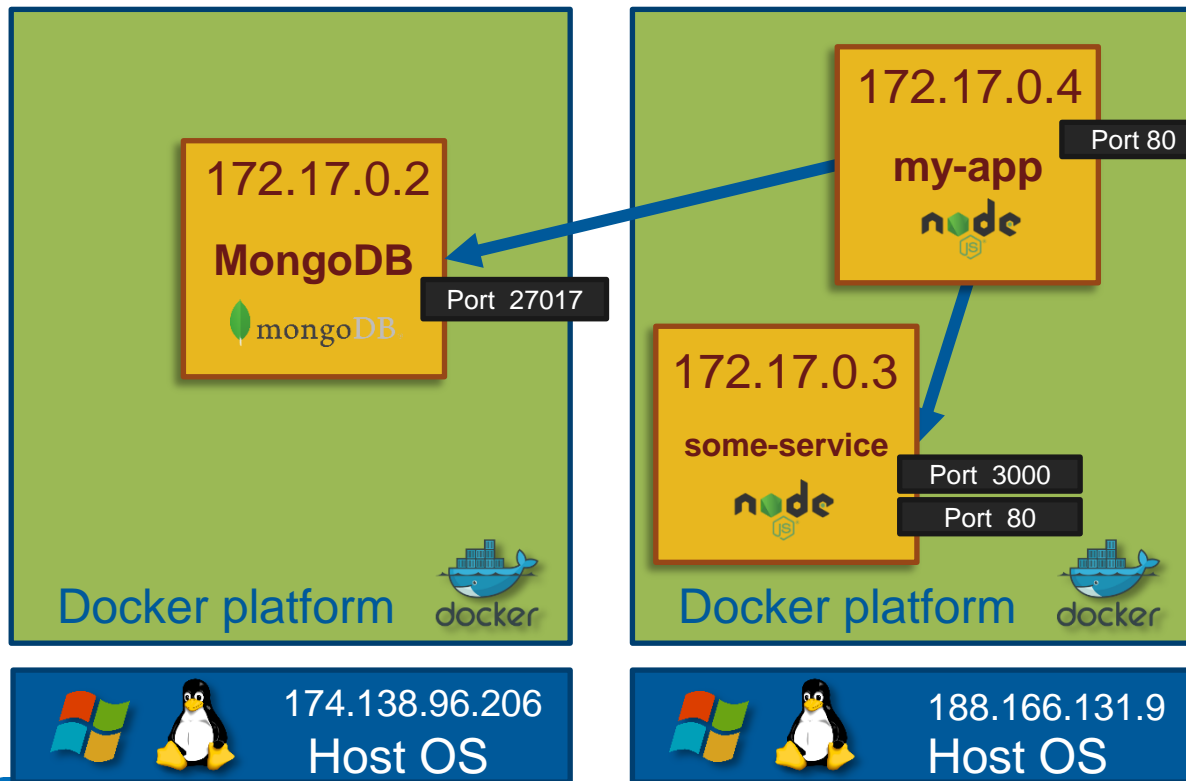 172.17.0.2
MongoDB
mongoDB.
Port 27017
Docker platform
docker
174.138.96.206
Host OS
172.17.0.4
Port 80
my-app
node
JS
172.17.0.3
some-service
node
JS
Port 3000
Port 80
Docker platform
docker
188.166.131.9
Host OS